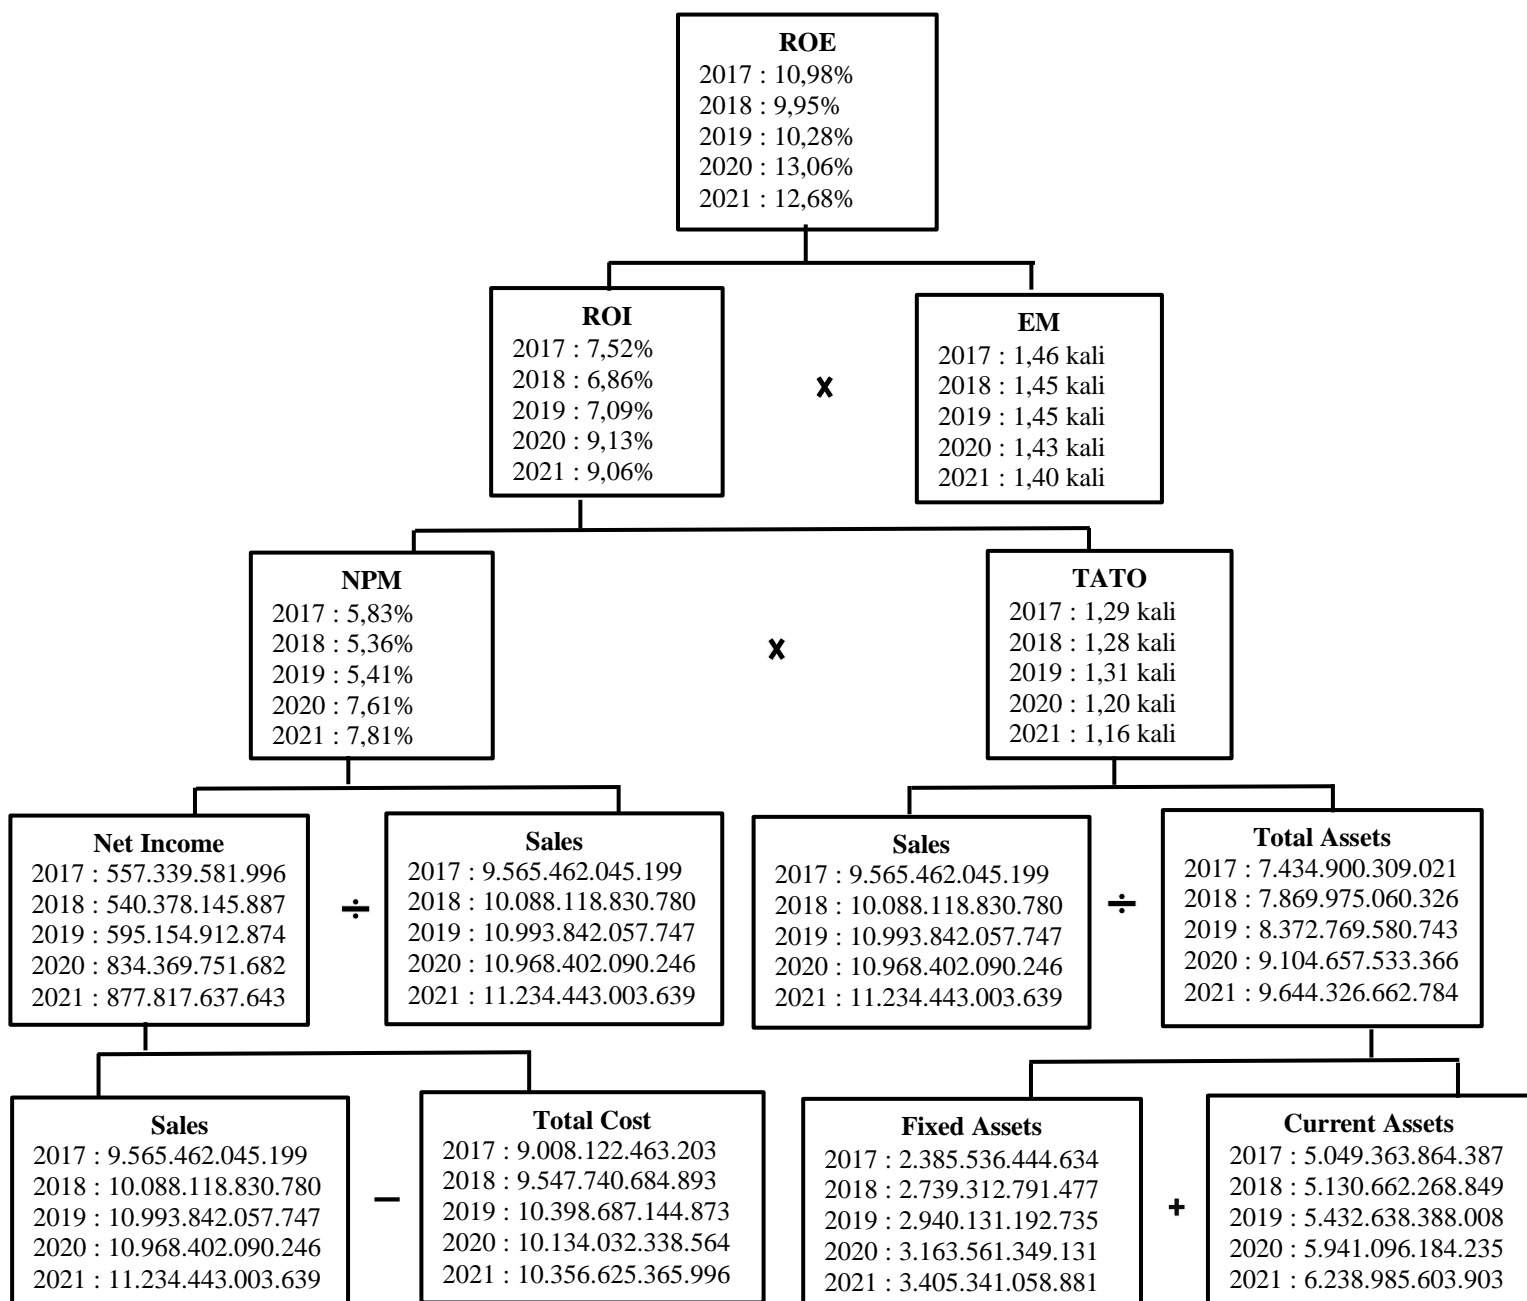 ROE
2017 : 10,98%
2018 : 9,95%
2019 : 10,28%
2020 : 13,06%
2021 : 12,68%
ROI
2017 : 7,52%
2018 : 6,86%
2019 : 7,09%
2020 : 9,13%
2021 : 9,06%
x
EM
2017 : 1,46 kali
2018 : 1,45 kali
2019 : 1,45 kali
2020 : 1,43 kali
2021 : 1,40 kali
NPM
2017 : 5,83%
2018 : 5,36%
2019 : 5,41%
2020 : 7,61%
2021 : 7,81%
x
TATO
2017 : 1,29 kali
2018 : 1,28 kali
2019 : 1,31 kali
2020 : 1,20 kali
2021 : 1,16 kali
Net Income
2017 : 557.339.581.996
2018 : 540.378.145.887
2019 : 595.154.912.874
2020 : 834.369.751.682
2021 : 877.817.637.643
÷
Sales
2017 : 9.565.462.045.199
2018 : 10.088.118.830.780
2019 : 10.993.842.057.747
2020 : 10.968.402.090.246
2021 : 11.234.443.003.639
Sales
2017 : 9.565.462.045.199
2018 : 10.088.118.830.780
2019 : 10.993.842.057.747
2020 : 10.968.402.090.246
2021 : 11.234.443.003.639
÷
Total Assets
2017 : 7.434.900.309.021
2018 : 7.869.975.060.326
2019 : 8.372.769.580.743
2020 : 9.104.657.533.366
2021 : 9.644.326.662.784
Sales
2017 : 9.565.462.045.199
2018 : 10.088.118.830.780
2019 : 10.993.842.057.747
2020 : 10.968.402.090.246
2021 : 11.234.443.003.639
−
Total Cost
2017 : 9.008.122.463.203
2018 : 9.547.740.684.893
2019 : 10.398.687.144.873
2020 : 10.134.032.338.564
2021 : 10.356.625.365.996
Fixed Assets
2017 : 2.385.536.444.634
2018 : 2.739.312.791.477
2019 : 2.940.131.192.735
2020 : 3.163.561.349.131
2021 : 3.405.341.058.881
+
Current Assets
2017 : 5.049.363.864.387
2018 : 5.130.662.268.849
2019 : 5.432.638.388.008
2020 : 5.941.096.184.235
2021 : 6.238.985.603.903